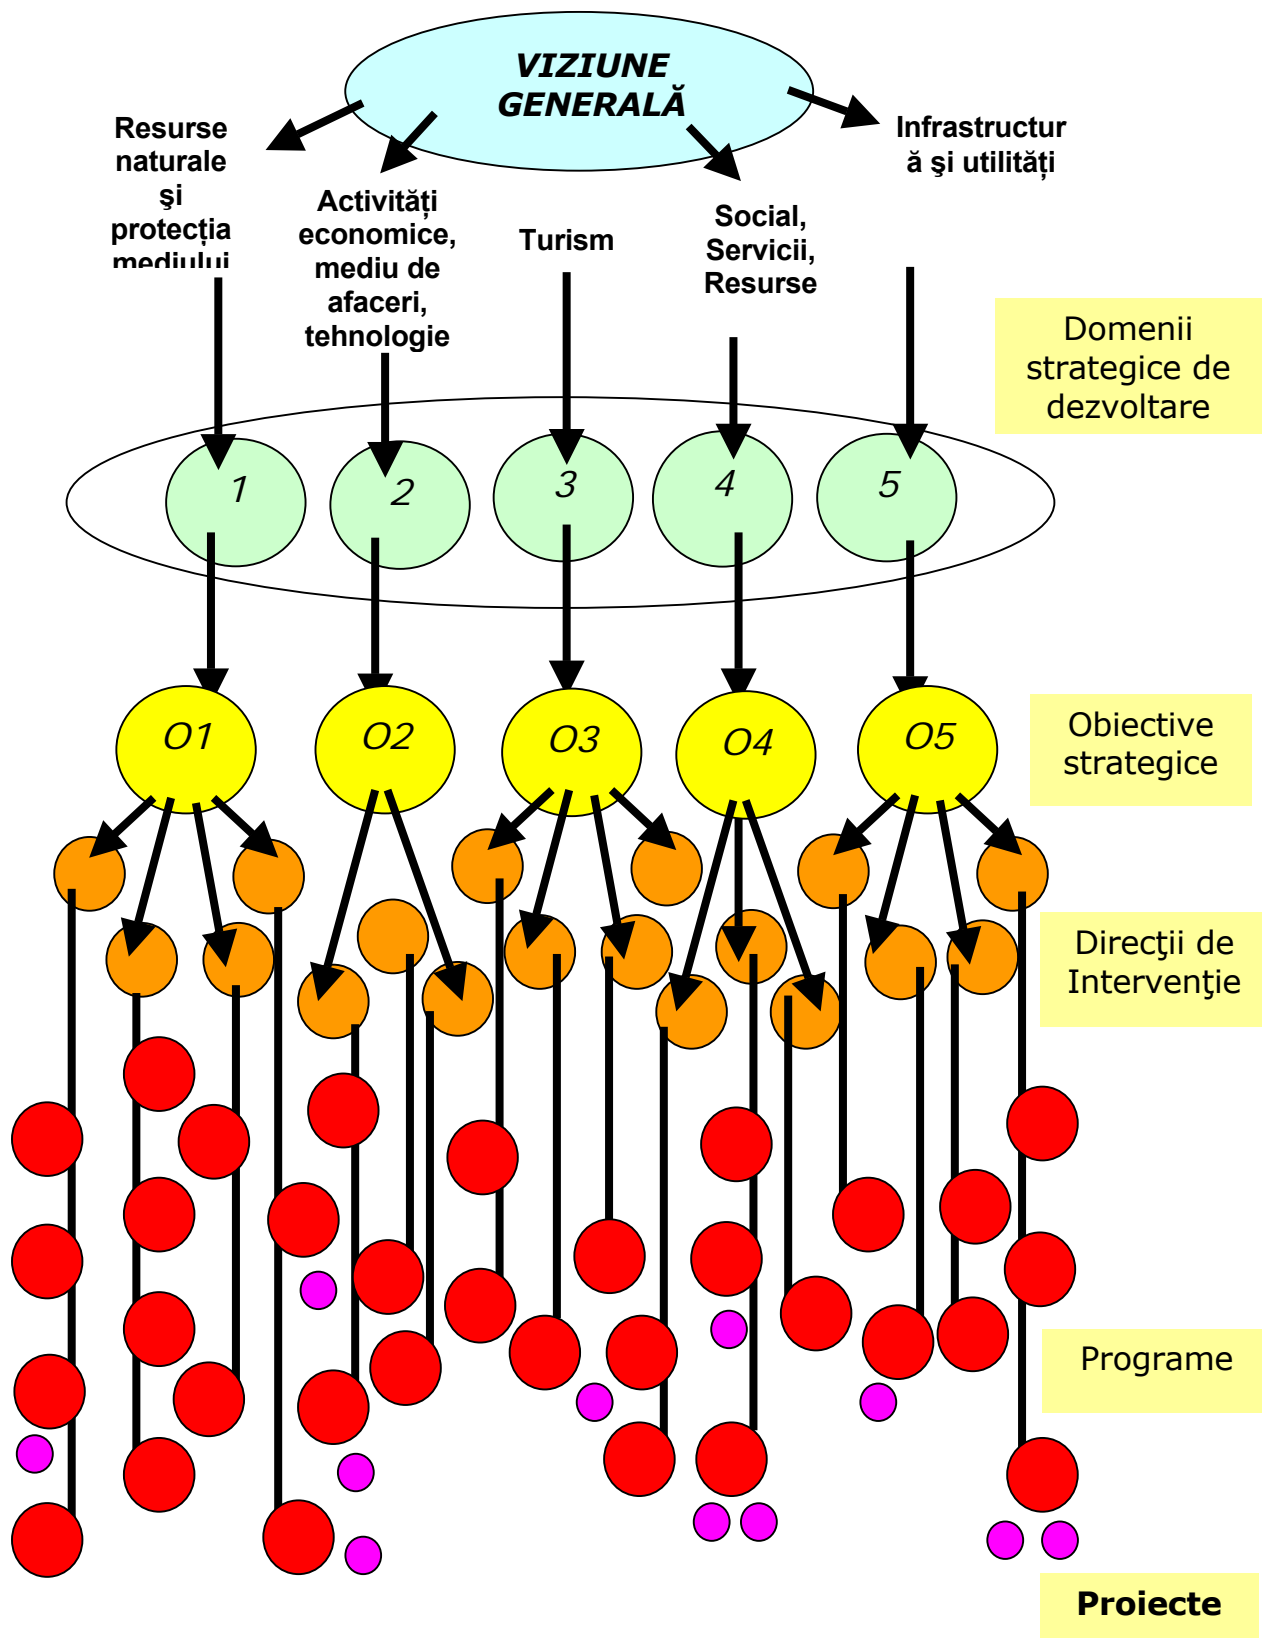 VIZIUNE
GENERALĂ
Resurse
naturale
şi
protecția
mediului
Activități
economice,
mediu de
afaceri,
tehnologie
Turism
Social,
Servicii,
Resurse
Infrastructur
ă şi utilități
Domenii
strategice de
dezvoltare
1
2
3
4
5
O1
O2
O3
O4
O5
Obiective
strategice
Direcţii de
Intervenţie
Programe
Proiecte